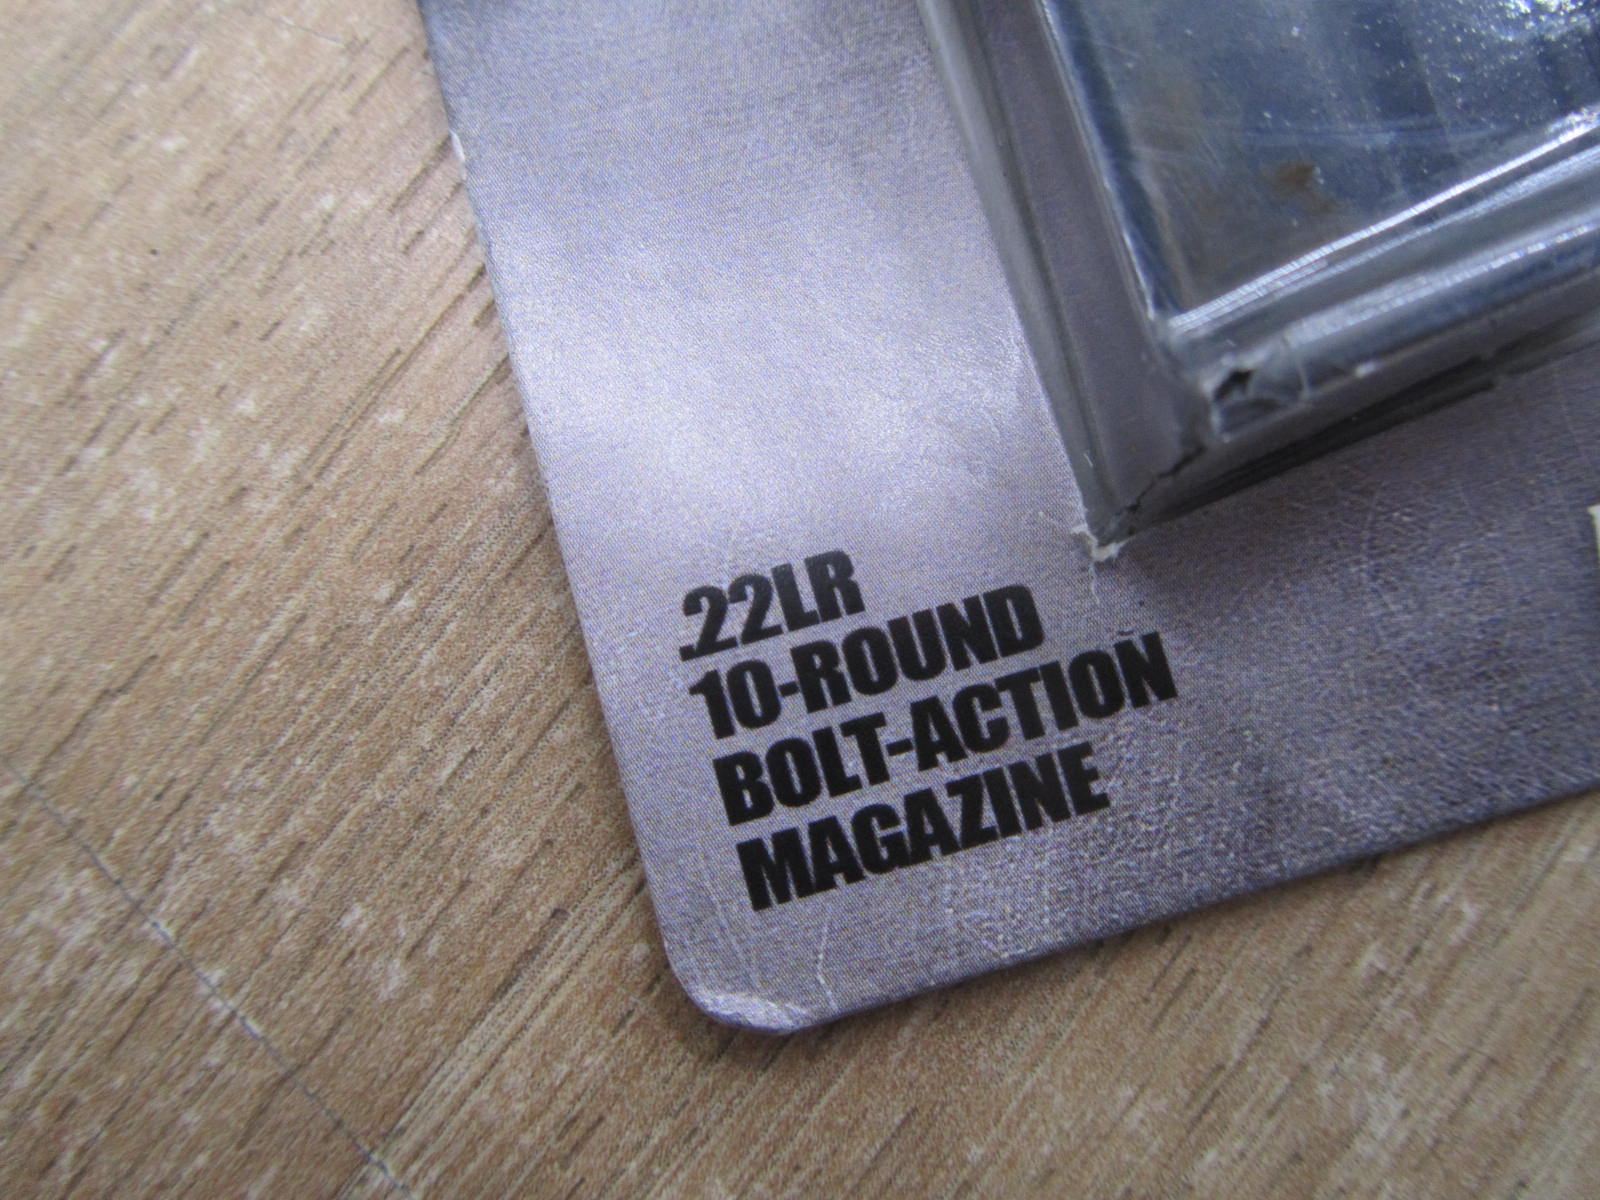 .22LR
10-ROUND
BOLT-ACTION
MAGAZINE